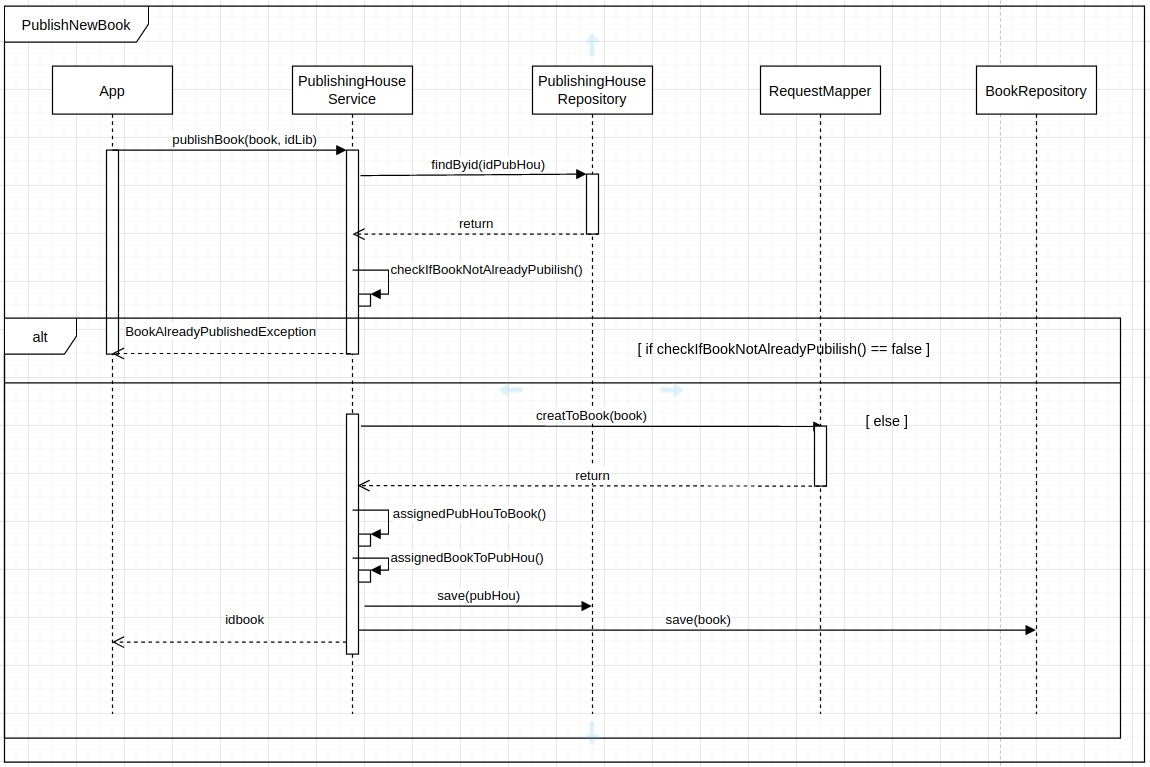 PublishNewBook
App
PublishingHouse
Service
PublishingHouse
Repository
RequestMapper
BookRepository
publishBook(book, idLib)
findByid(idPubHou)
return
checkIfBookNotAlreadyPubilish()
alt
BookAlreadyPublishedException
[ if checkIfBookNotAlreadyPubilish() == false ]
creatToBook(book)
[ else ]
return
assignedPubHouToBook()
assignedBookToPubHou()
save(pubHou)
idbook
save(book)